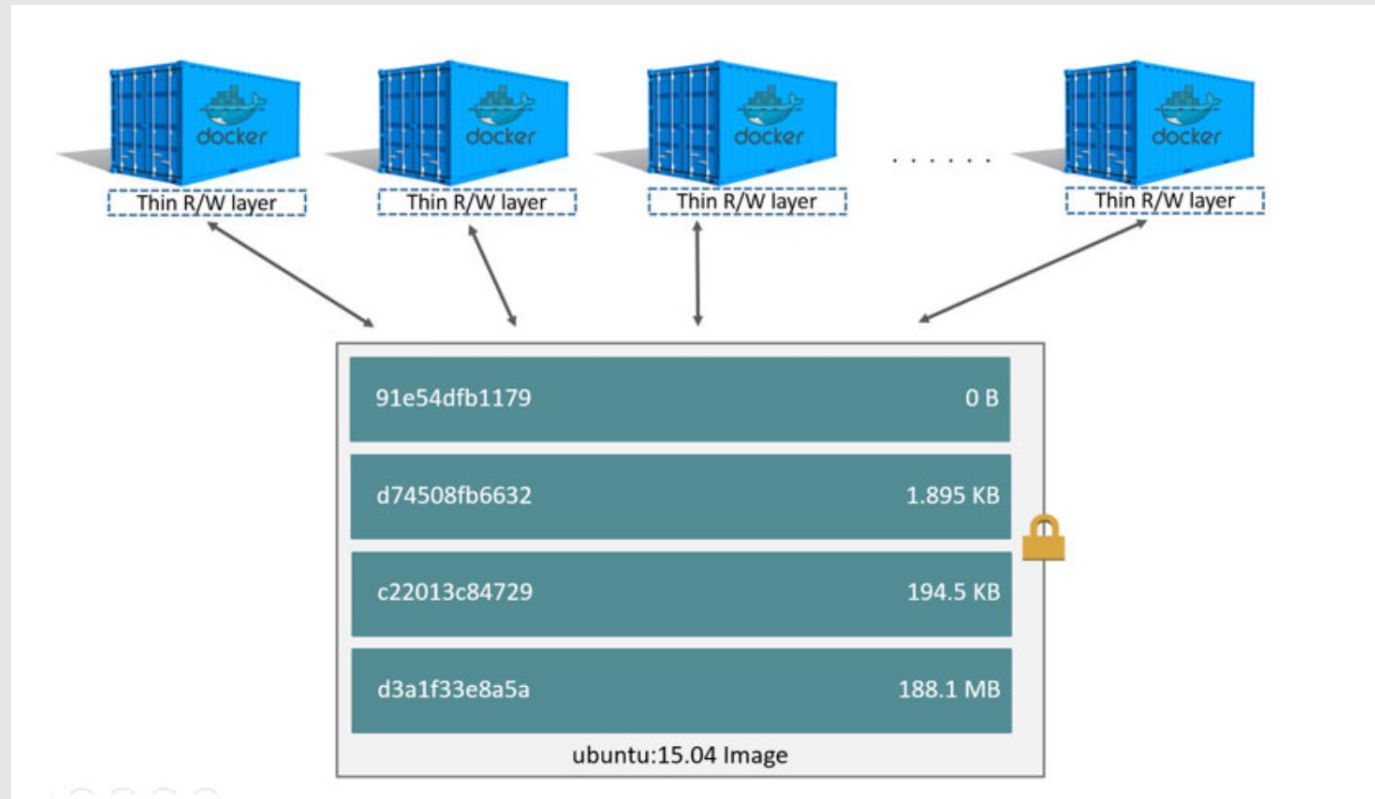 docker
docker
docker
docker
Thin R/W layer
Thin R/W layer
Thin R/W layer
. . . . . .
Thin R/W layer
91e54dfb1179 0 B
d74508fb6632 1.895 KB
c22013c84729 194.5 KB
d3a1f33e8a5a 188.1 MB
ubuntu:15.04 Image